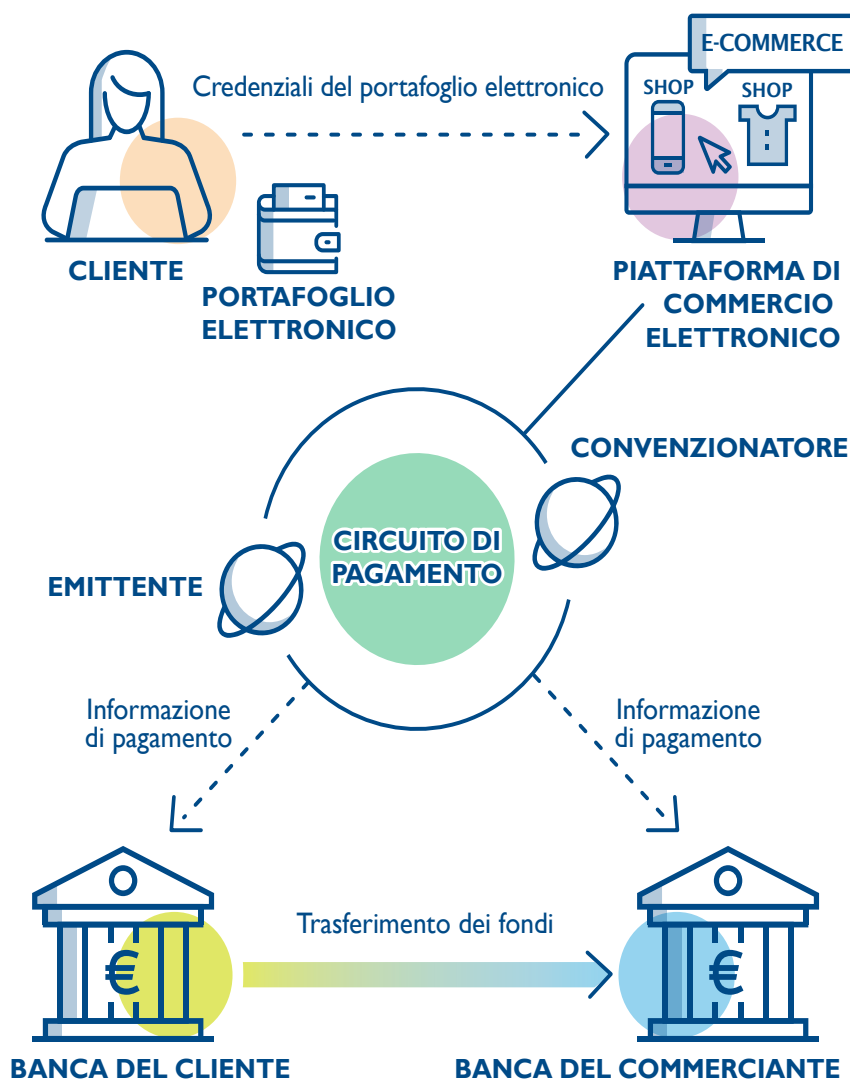 E-COMMERCE
Credenziali del portafoglio elettronico
SHOP
SHOP
CLIENTE
PORTAFOGLIO
ELETTRONICO
PIATTAFORMA DI
COMMERCIO
ELETTRONICO
CONVENZIONATORE
CIRCUITO DI
PAGAMENTO
EMITTENTE
Informazione
di pagamento
Informazione
di pagamento
Trasferimento dei fondi
€
€
BANCA DEL CLIENTE
BANCA DEL COMMERCIANTE